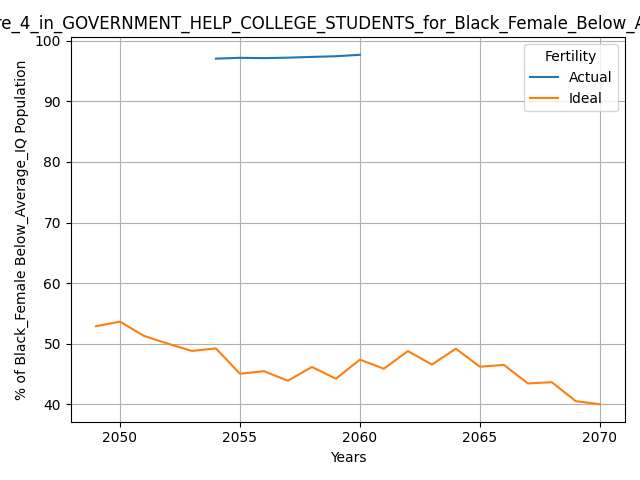 re_4_in_GOVERNMENT_HELP_COLLEGE_STUDENTS_for_Black_Female_Below_A
100
90
80
70
60
50
40
% of Black_Female Below_Average_IQ Population
Fertility
Actual
Ideal
2050
2055
2060
2065
2070
Years